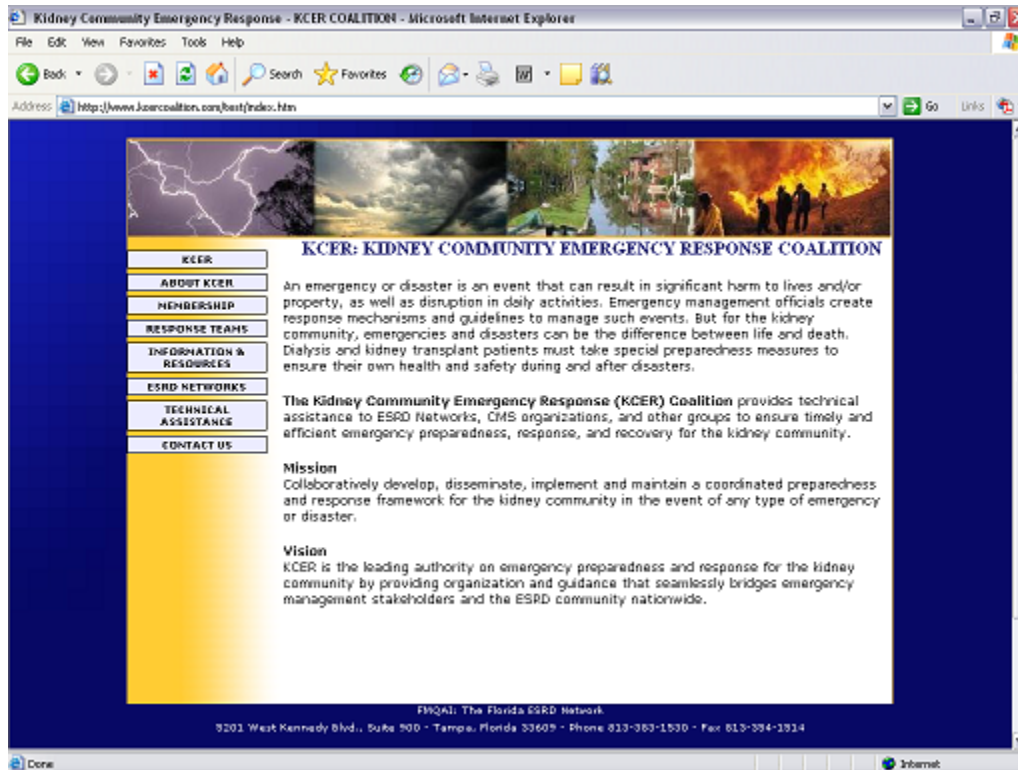 Kidney Community Emergency Response - KCER COALITION - Microsoft Internet Explorer
File Edit View Favorites Tools Help
Back Search Favorites
Address http://www.kcercoalition.com/test/index.htm Go Links
KCER: KIDNEY COMMUNITY EMERGENCY RESPONSE COALITION
KCER
ABOUT KCER
MEMBERSHIP
RESPONSE TEAMS
INFORMATION &
RESOURCES
ESRD NETWORKS
TECHNICAL
ASSISTANCE
CONTACT US
An emergency or disaster is an event that can result in significant harm to lives and/or
property, as well as disruption in daily activities. Emergency management officials create
response mechanisms and guidelines to manage such events. But for the kidney
community, emergencies and disasters can be the difference between life and death.
Dialysis and kidney transplant patients must take special preparedness measures to
ensure their own health and safety during and after disasters.
The Kidney Community Emergency Response (KCER) Coalition provides technical
assistance to ESRD Networks, CMS organizations, and other groups to ensure timely and
efficient emergency preparedness, response, and recovery for the kidney community.
Mission
Collaboratively develop, disseminate, implement and maintain a coordinated preparedness
and response framework for the kidney community in the event of any type of emergency
or disaster.
Vision
KCER is the leading authority on emergency preparedness and response for the kidney
community by providing organization and guidance that seamlessly bridges emergency
management stakeholders and the ESRD community nationwide.
FMQAI: The Florida ESRD Network
West Kennedy Blvd., Suite 900 - Tampa, Florida 33609 - Phone - Fax
Done Internet